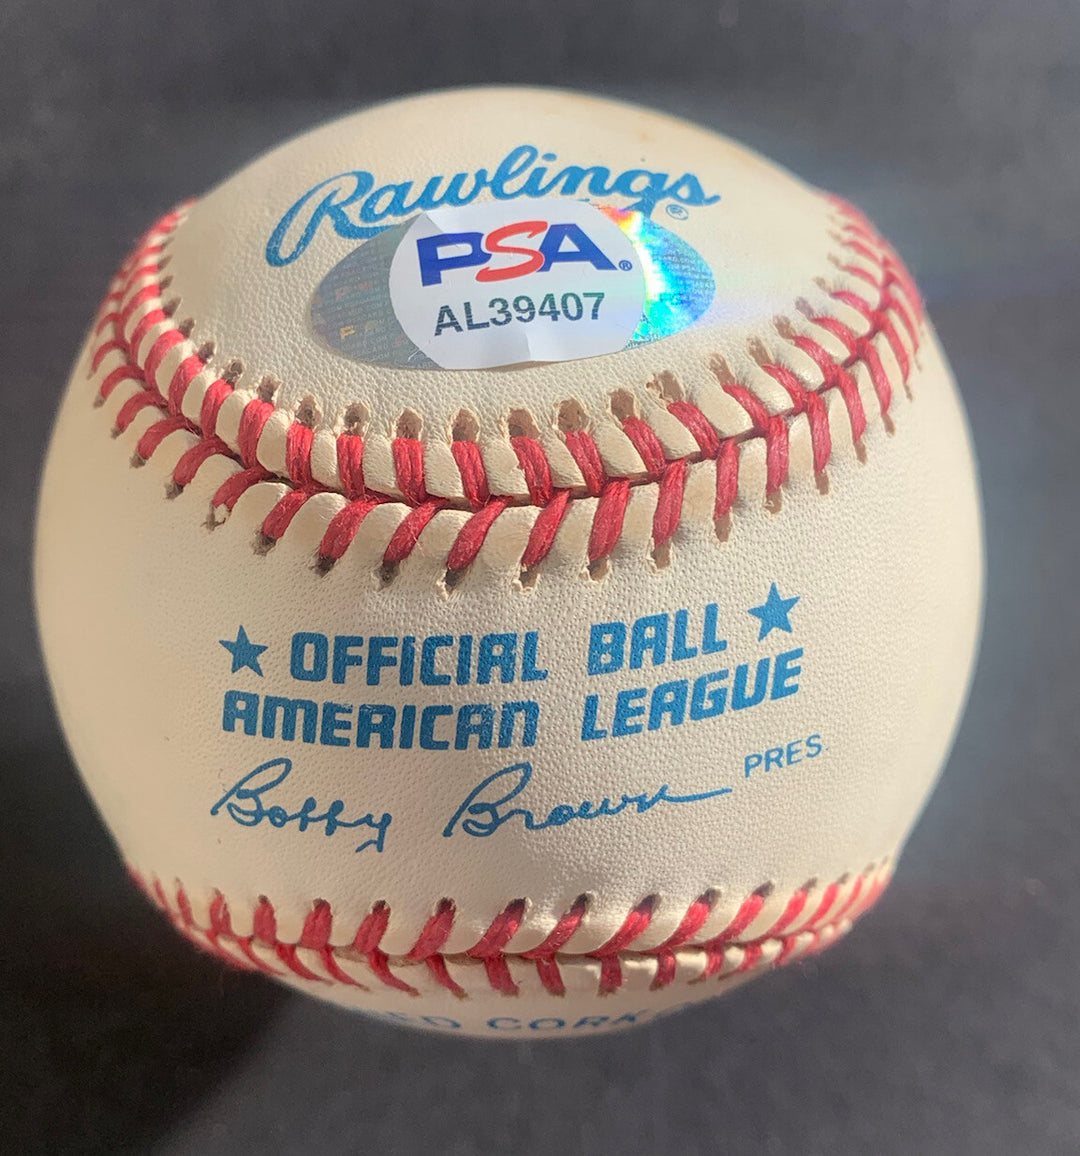 Rawlings®
PSA®
AL39407
★ OFFICIAL BALL ★
AMERICAN LEAGUE
Bobby Brown PRES.